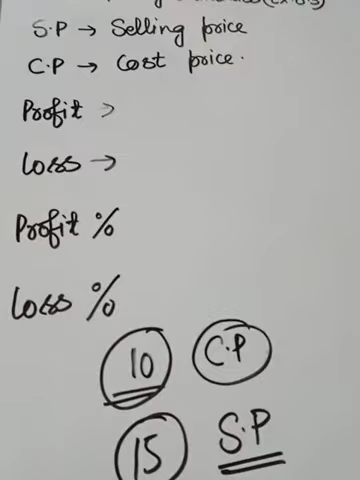 S.P → Selling price
C.P → Cost price.
Profit >
Loss →
Profit %
Loss %
10 C.P
15 S.P